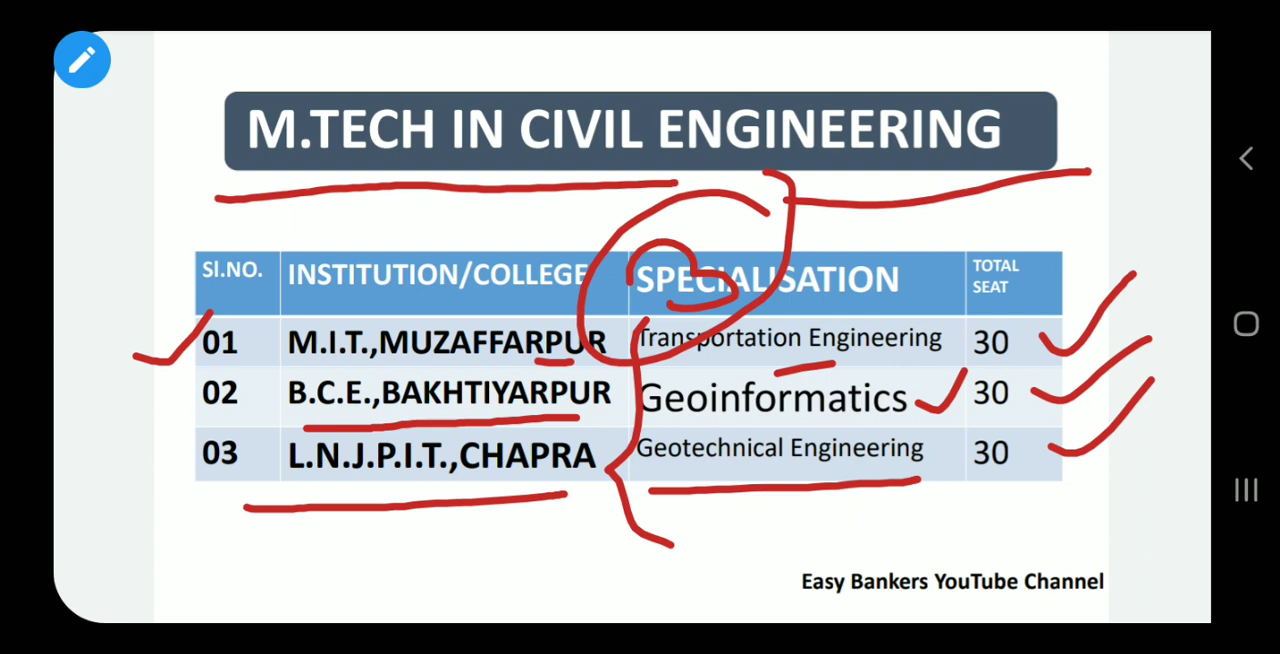 M.TECH IN CIVIL ENGINEERING
Sl.NO. INSTITUTION/COLLEGE SPECIALISATION TOTAL SEAT
01 M.I.T.,MUZAFFARPUR Transportation Engineering 30
02 B.C.E.,BAKHTIYARPUR Geoinformatics 30
03 L.N.J.P.I.T.,CHAPRA Geotechnical Engineering 30
Easy Bankers YouTube Channel